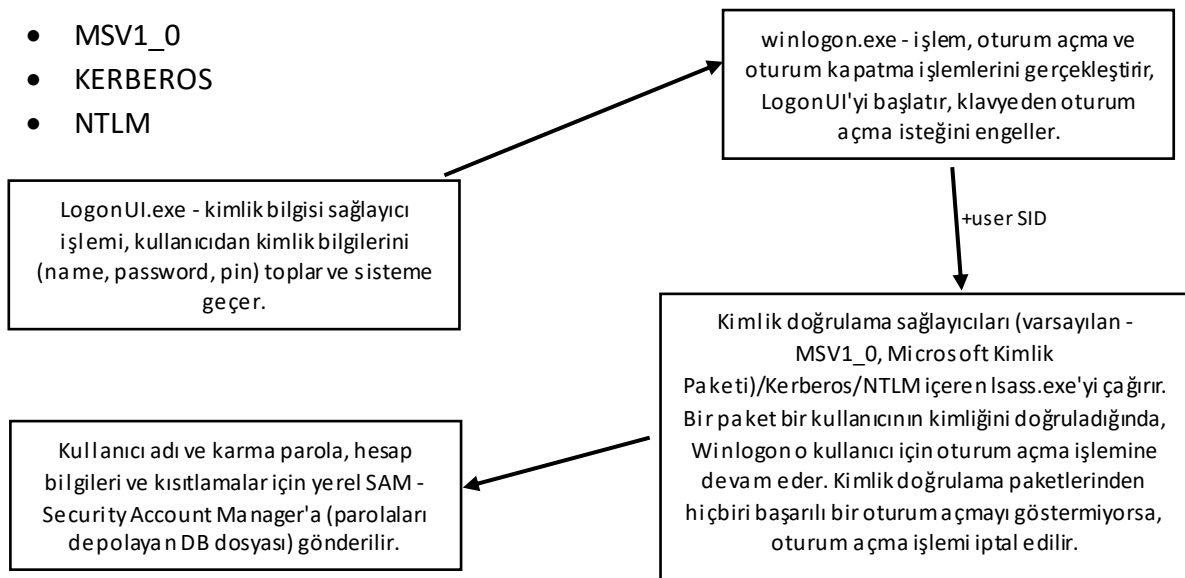 • MSV1_0
• KERBEROS
• NTLM
LogonUI.exe - kimlik bilgisi sağlayıcı
işlemi, kullanıcıdan kimlik bilgilerini
(name, password, pin) toplar ve sisteme
geçer.
winlogon.exe - işlem, oturum açma ve
oturum kapatma işlemlerini gerçekleştirir,
LogonUI'yi başlatır, klavyeden oturum
açma isteğini engeller.
+user SID
Kimlik doğrulama sağlayıcıları (varsayılan -
MSV1_0, Microsoft Kimlik
Paketi)/Kerberos/NTLM içeren lsass.exe'yi çağırır.
Bir paket bir kullanıcının kimliğini doğruladığında,
Winlogon o kullanıcı için oturum açma işlemine
devam eder. Kimlik doğrulama paketlerinden
hiçbiri başarılı bir oturum açmayı göstermiyorsa,
oturum açma işlemi iptal edilir.
Kullanıcı adı ve karma parola, hesap
bilgileri ve kısıtlamalar için yerel SAM -
Security Account Manager'a (parolaları
depolayan DB dosyası) gönderilir.